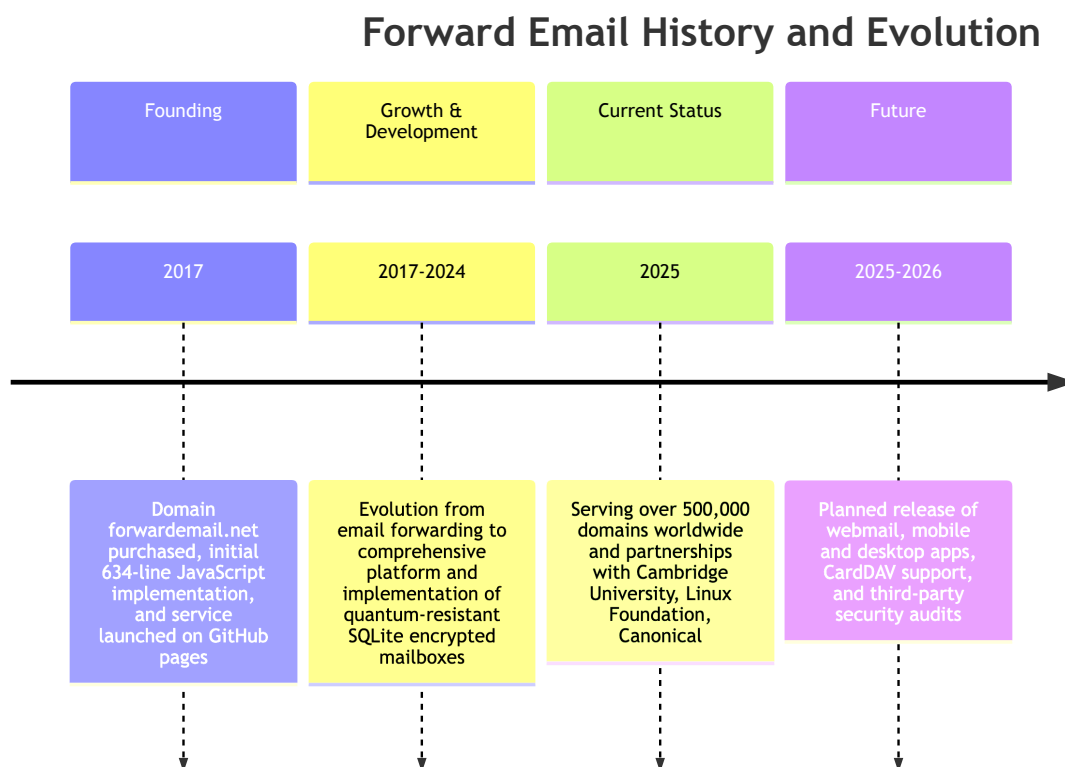 Forward Email History and Evolution
Founding
Growth &
Development
Current Status
Future
2017
2017-2024
2025
2025-2026
Domain
forwardemail.net
purchased, initial
634-line JavaScript
implementation,
and service
launched on GitHub
pages
Evolution from
email forwarding to
comprehensive
platform and
implementation of
quantum-resistant
SQLite encrypted
mailboxes
Serving over 500,000
domains worldwide
and partnerships
with Cambridge
University, Linux
Foundation,
Canonical
Planned release of
webmail, mobile
and desktop apps,
CardDAV support,
and third-party
security audits